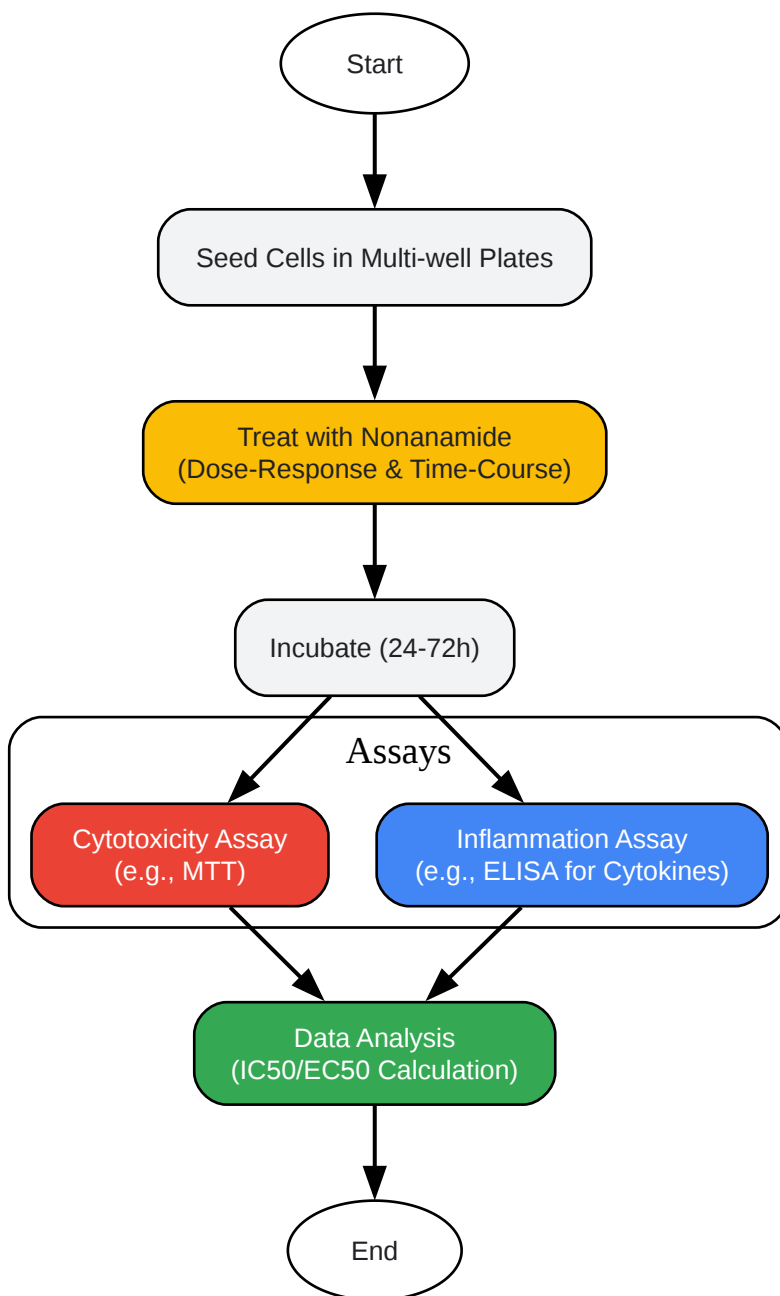 Start
Seed Cells in Multi-well Plates
Treat with Nonanamide
(Dose-Response & Time-Course)
Incubate (24-72h)
Assays
Cytotoxicity Assay
(e.g., MTT)
Inflammation Assay
(e.g., ELISA for Cytokines)
Data Analysis
(IC50/EC50 Calculation)
End